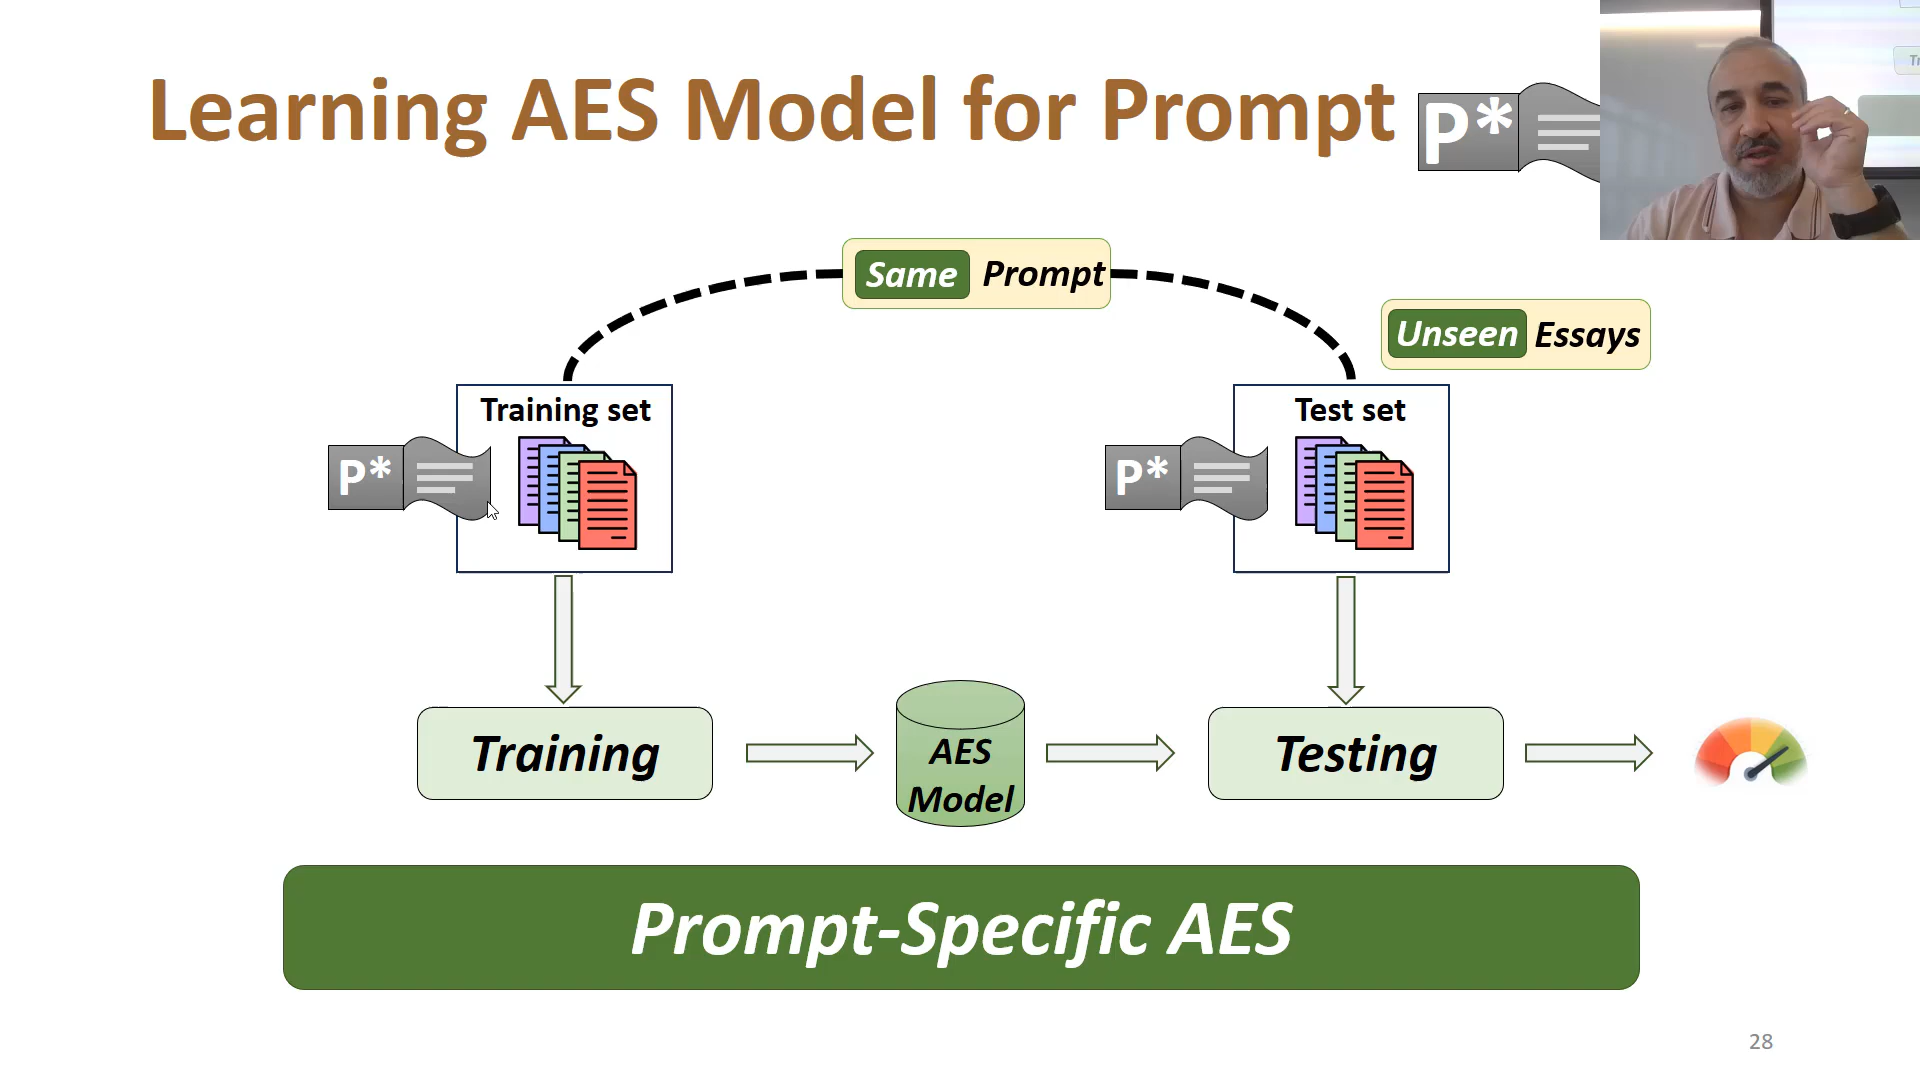 Learning AES Model for Prompt P*
Same Prompt
Unseen Essays
Training set
P*
Test set
P*
Training
AES
Model
Testing
Prompt-Specific AES
28